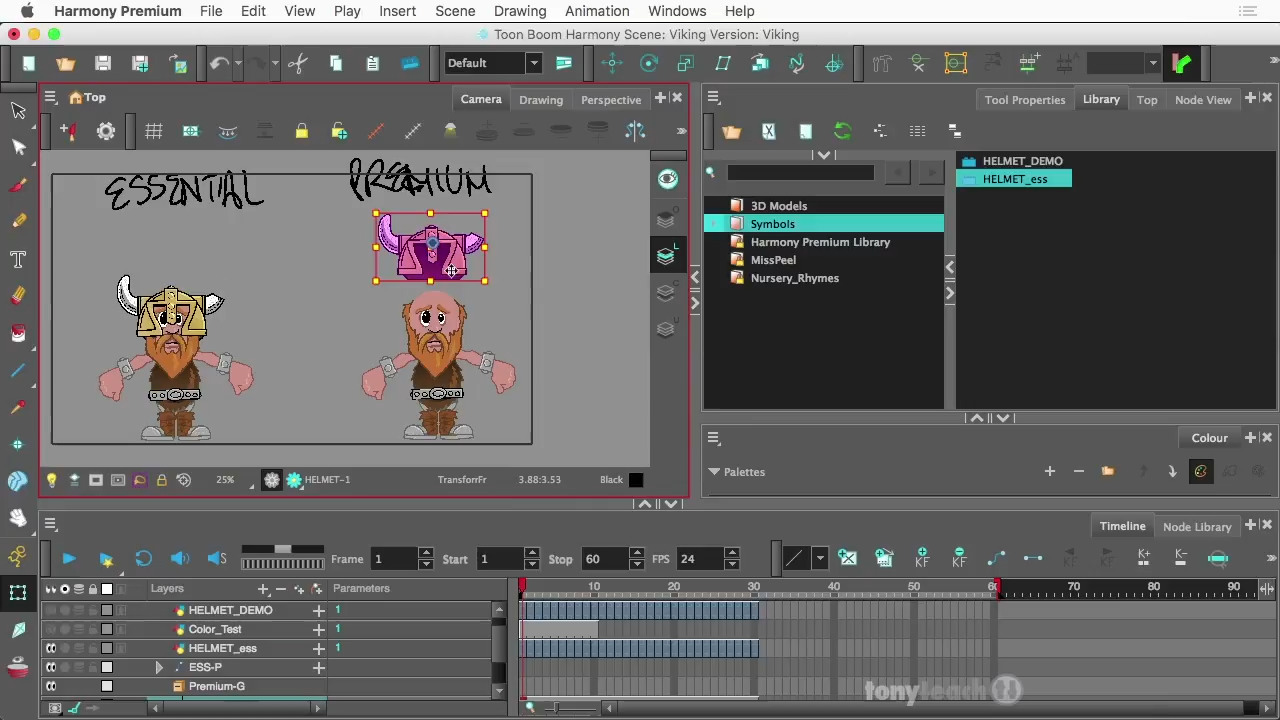 Harmony Premium File Edit View Play Insert Scene Drawing Animation Windows Help
Toon Boom Harmony Scene: Viking Version: Viking
Default
Top Camera Drawing Perspective
Tool Properties Library Top Node View
ESSENTIAL PREMIUM
HELMET_DEMO
HELMET_ess
3D Models
Symbols
Harmony Premium Library
MissPeel
Nursery_Rhymes
Colour
Palettes
25% HELMET-1 TransformFr 3.88:3.53 Black
Timeline Node Library
Frame 1 Start 1 Stop 60 FPS 24
KF KF K+ K-
Layers Parameters 10 20 30 40 50 60 70 80 90
HELMET_DEMO 1
Color_Test 1
HELMET_ess 1
ESS-P
Premium-G
tonyteach